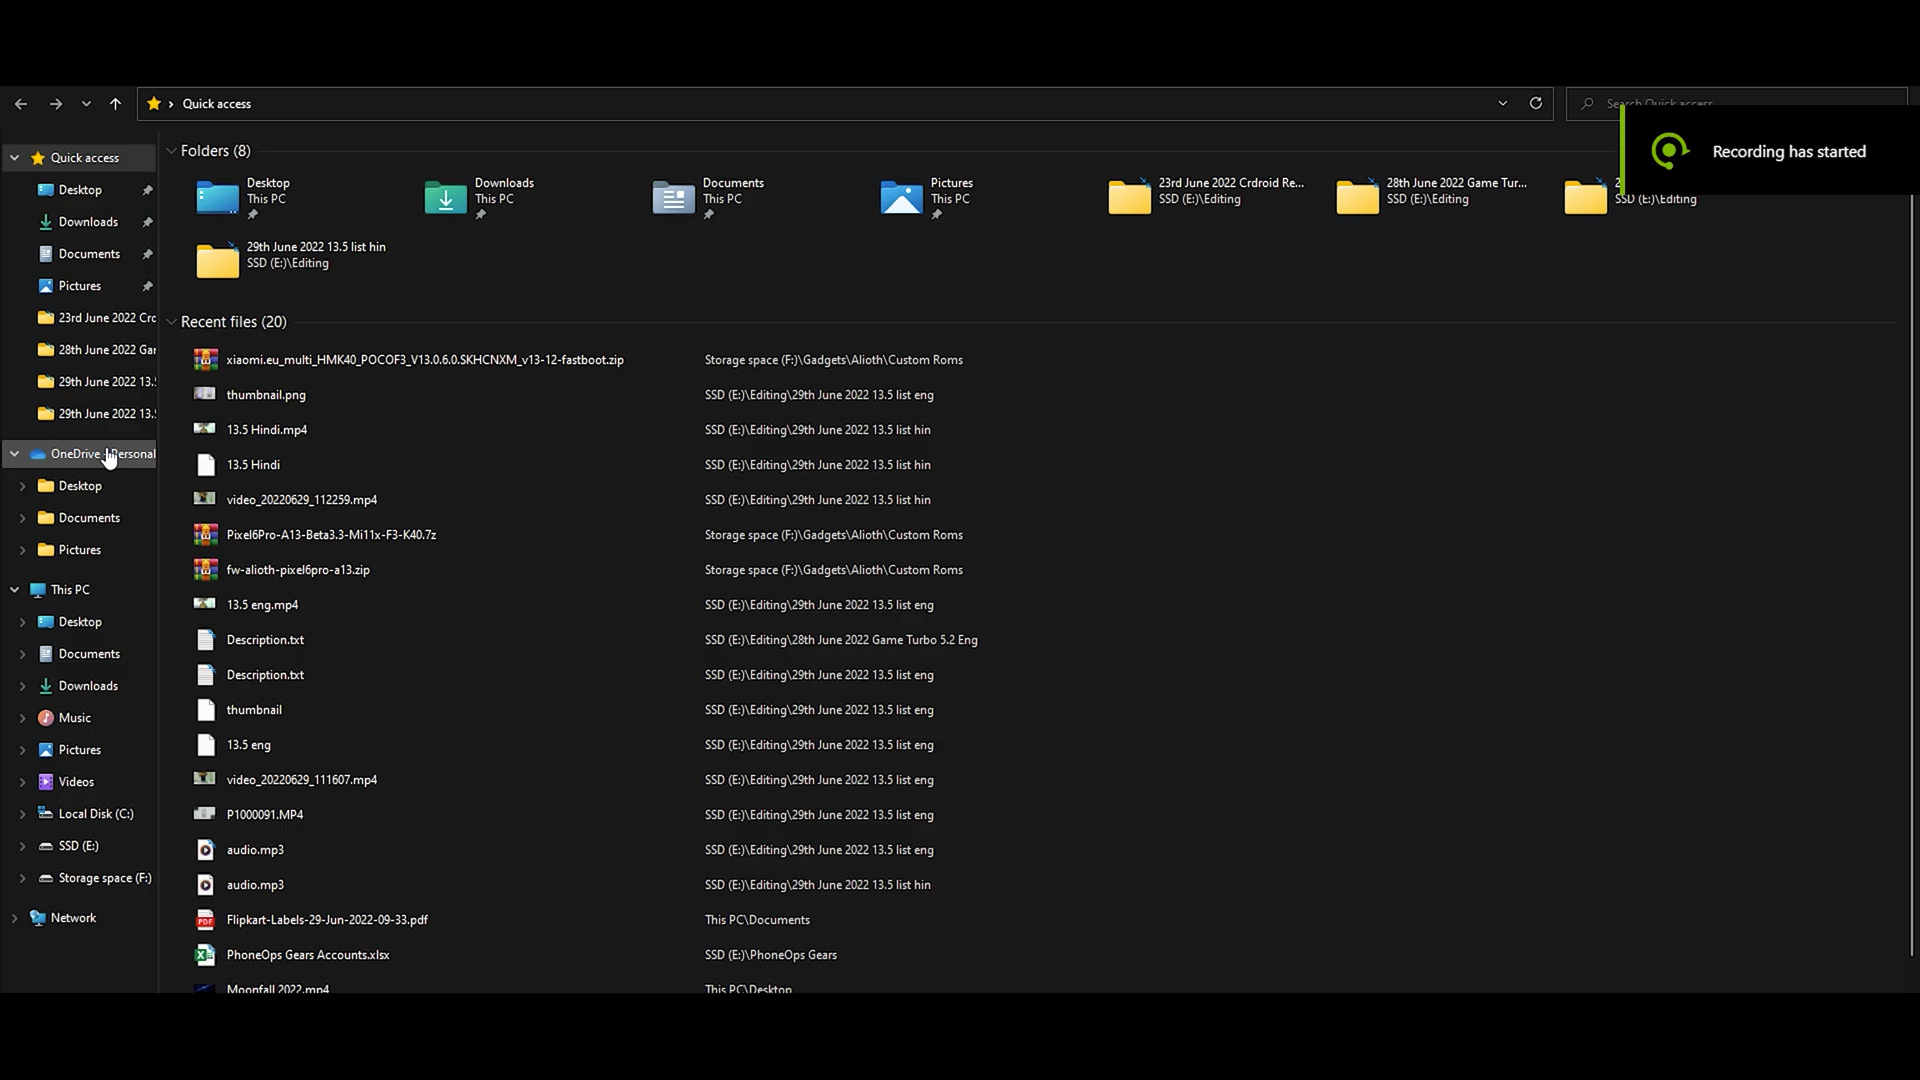 Quick access
Search Quick access
Recording has started
Quick access
Desktop
Downloads
Documents
Pictures
23rd June 2022 Crc
28th June 2022 Gar
29th June 2022 13.5
29th June 2022 13.5
OneDrive - Personal
Desktop
Documents
Pictures
This PC
Desktop
Documents
Downloads
Music
Pictures
Videos
Local Disk (C:)
SSD (E:)
Storage space (F:)
Network
Folders (8)
Desktop
This PC
Downloads
This PC
Documents
This PC
Pictures
This PC
23rd June 2022 Crdroid Re...
SSD (E:)\Editing
28th June 2022 Game Tur...
SSD (E:)\Editing
SSD (E:)\Editing
29th June 2022 13.5 list hin
SSD (E:)\Editing
Recent files (20)
xiaomi.eu_multi_HMK40_POCOF3_V13.0.6.0.SKHCNXM_v13-12-fastboot.zip Storage space (F:)\Gadgets\Alioth\Custom Roms
thumbnail.png SSD (E:)\Editing\29th June 2022 13.5 list eng
13.5 Hindi.mp4 SSD (E:)\Editing\29th June 2022 13.5 list hin
13.5 Hindi SSD (E:)\Editing\29th June 2022 13.5 list hin
video_20220629_112259.mp4 SSD (E:)\Editing\29th June 2022 13.5 list hin
Pixel6Pro-A13-Beta3.3-Mi11x-F3-K40.7z Storage space (F:)\Gadgets\Alioth\Custom Roms
fw-alioth-pixel6pro-a13.zip Storage space (F:)\Gadgets\Alioth\Custom Roms
13.5 eng.mp4 SSD (E:)\Editing\29th June 2022 13.5 list eng
Description.txt SSD (E:)\Editing\28th June 2022 Game Turbo 5.2 Eng
Description.txt SSD (E:)\Editing\29th June 2022 13.5 list eng
thumbnail SSD (E:)\Editing\29th June 2022 13.5 list eng
13.5 eng SSD (E:)\Editing\29th June 2022 13.5 list eng
video_20220629_111607.mp4 SSD (E:)\Editing\29th June 2022 13.5 list eng
P1000091.MP4 SSD (E:)\Editing\29th June 2022 13.5 list eng
audio.mp3 SSD (E:)\Editing\29th June 2022 13.5 list eng
audio.mp3 SSD (E:)\Editing\29th June 2022 13.5 list hin
Flipkart-Labels-29-Jun-2022-09-33.pdf This PC\Documents
PhoneOps Gears Accounts.xlsx SSD (E:)\PhoneOps Gears
Moonfall 2022.mp4 This PC\Desktop